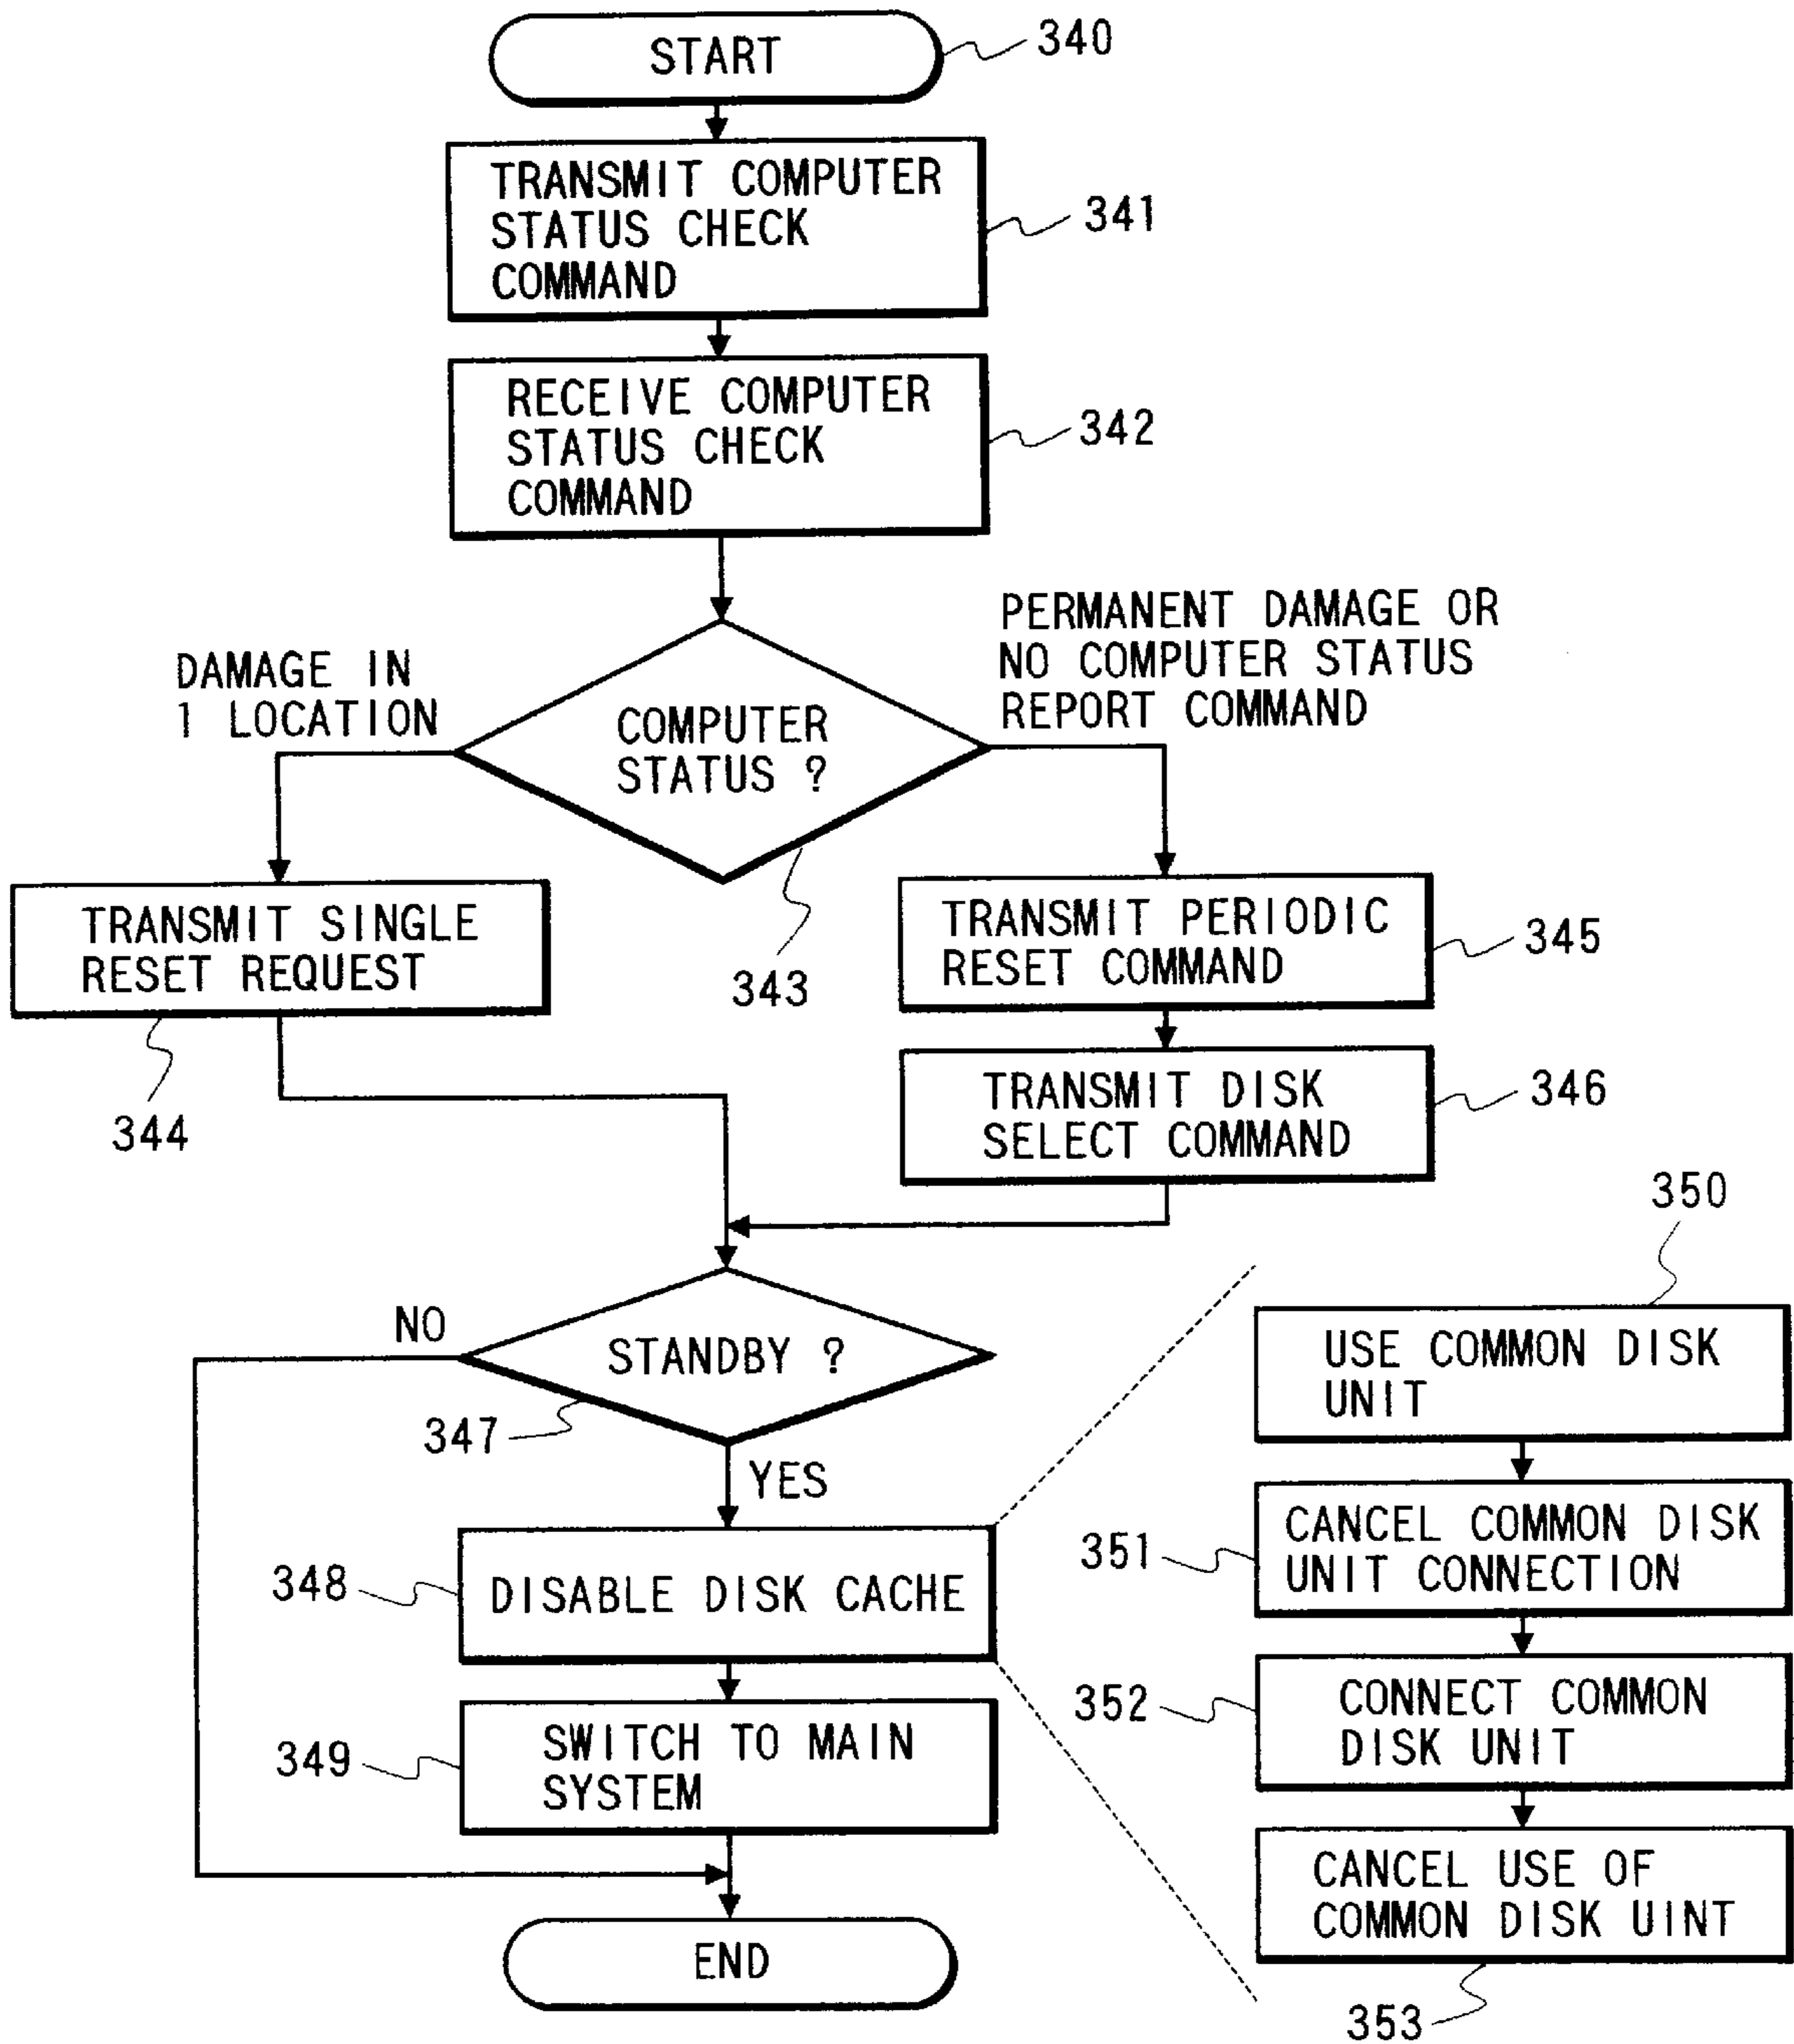 START
340
TRANSMIT COMPUTER
STATUS CHECK
COMMAND
341
RECEIVE COMPUTER
STATUS CHECK
COMMAND
342
DAMAGE IN
1 LOCATION
COMPUTER
STATUS ?
343
PERMANENT DAMAGE OR
NO COMPUTER STATUS
REPORT COMMAND
TRANSMIT SINGLE
RESET REQUEST
344
TRANSMIT PERIODIC
RESET COMMAND
345
TRANSMIT DISK
SELECT COMMAND
346
STANDBY ?
NO
347
YES
DISABLE DISK CACHE
348
SWITCH TO MAIN
SYSTEM
349
END
350
USE COMMON DISK
UNIT
CANCEL COMMON DISK
UNIT CONNECTION
351
CONNECT COMMON
DISK UNIT
352
CANCEL USE OF
COMMON DISK UINT
353